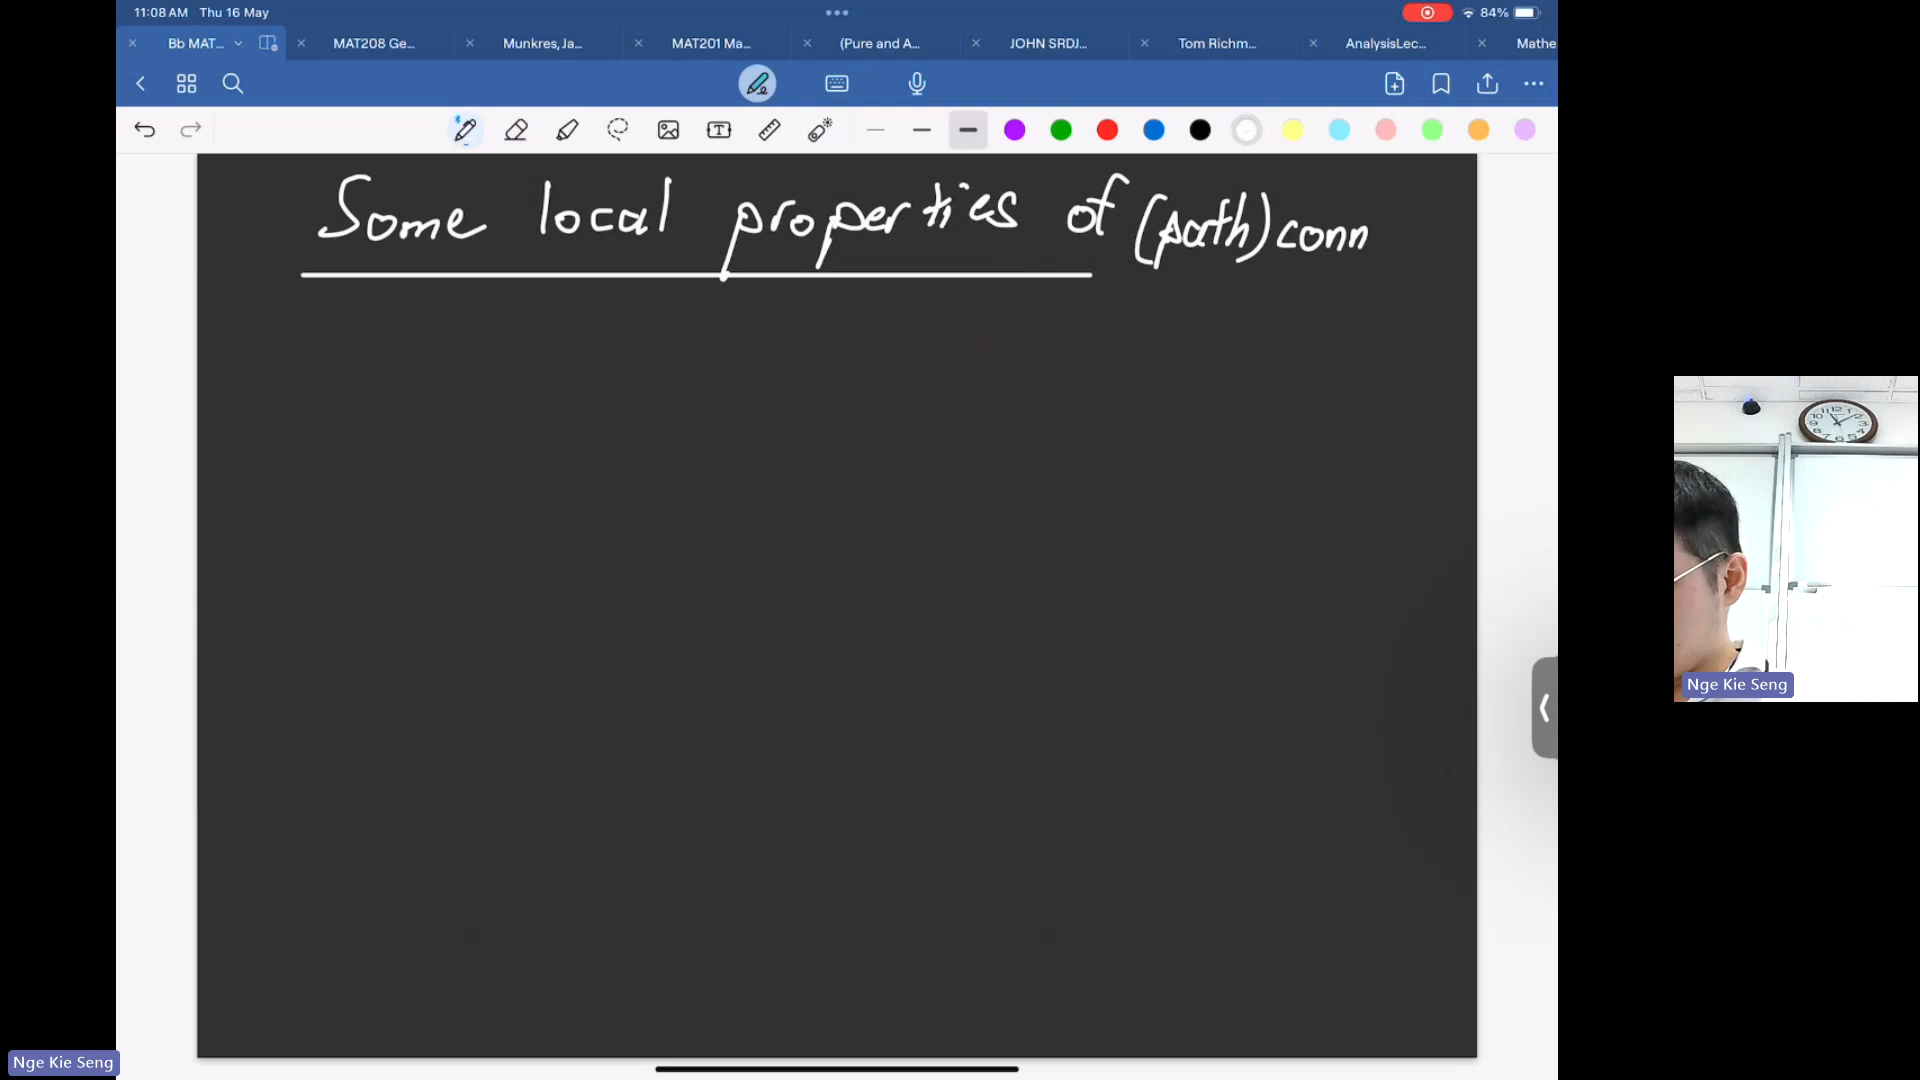 11:08 AM Thu 16 May
84%
Bb MAT...
MAT208 Ge...
Munkres, Ja...
MAT201 Ma...
(Pure and A...
JOHN SRDJ...
Tom Richm...
AnalysisLec...
Mathe
Some local properties of (path) conn
Nge Kie Seng
Nge Kie Seng